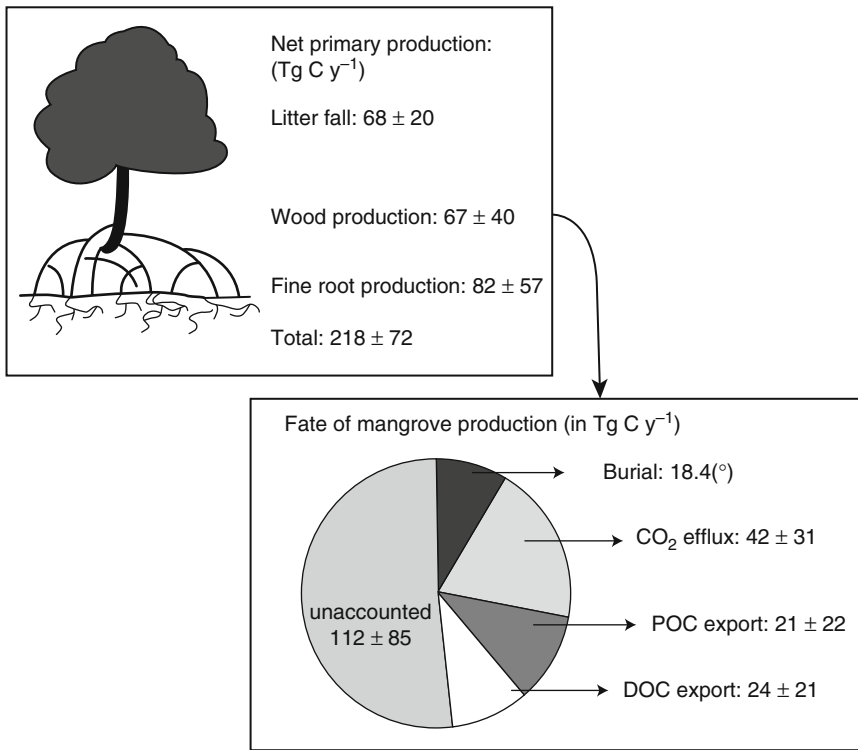 Net primary production:
(Tg C y⁻¹)
Litter fall: 68 ± 20
Wood production: 67 ± 40
Fine root production: 82 ± 57
Total: 218 ± 72
Fate of mangrove production (in Tg C y⁻¹)
Burial: 18.4(°)
CO₂ efflux: 42 ± 31
POC export: 21 ± 22
DOC export: 24 ± 21
unaccounted
112 ± 85